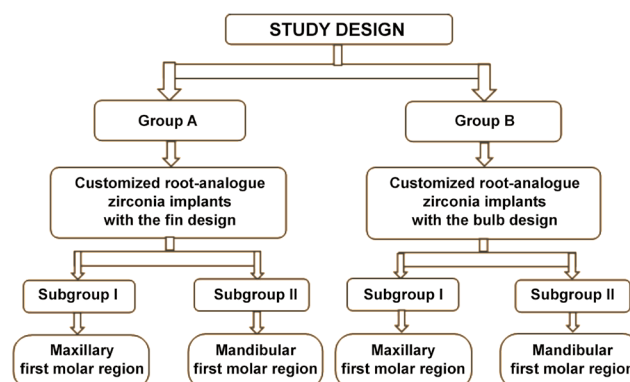 STUDY DESIGN
Group A
Group B
Customized root-analogue
zirconia implants
with the fin design
Customized root-analogue
zirconia implants
with the bulb design
Subgroup I
Subgroup II
Subgroup I
Subgroup II
Maxillary
first molar region
Mandibular
first molar region
Maxillary
first molar region
Mandibular
first molar region